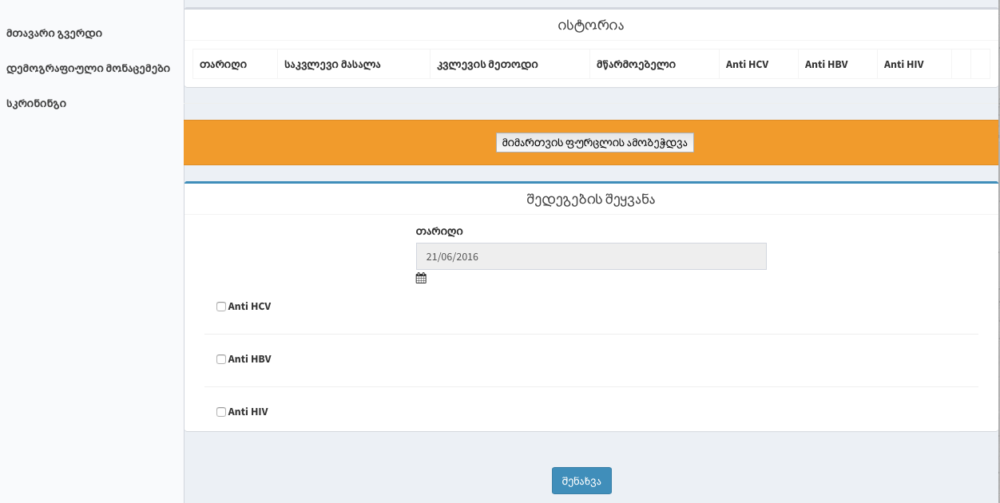 მთავარი გვერდი
დემოგრაფიული მონაცემები
სკრინინგი
ისტორია
თარიღი საკვლევი მასალა კვლევის მეთოდი მწარმოებელი Anti HCV Anti HBV Anti HIV
მიმართვის ფურცლის ამობეჭდვა
შედეგების შეყვანა
თარიღი
21/06/2016
Anti HCV
Anti HBV
Anti HIV
შენახვა